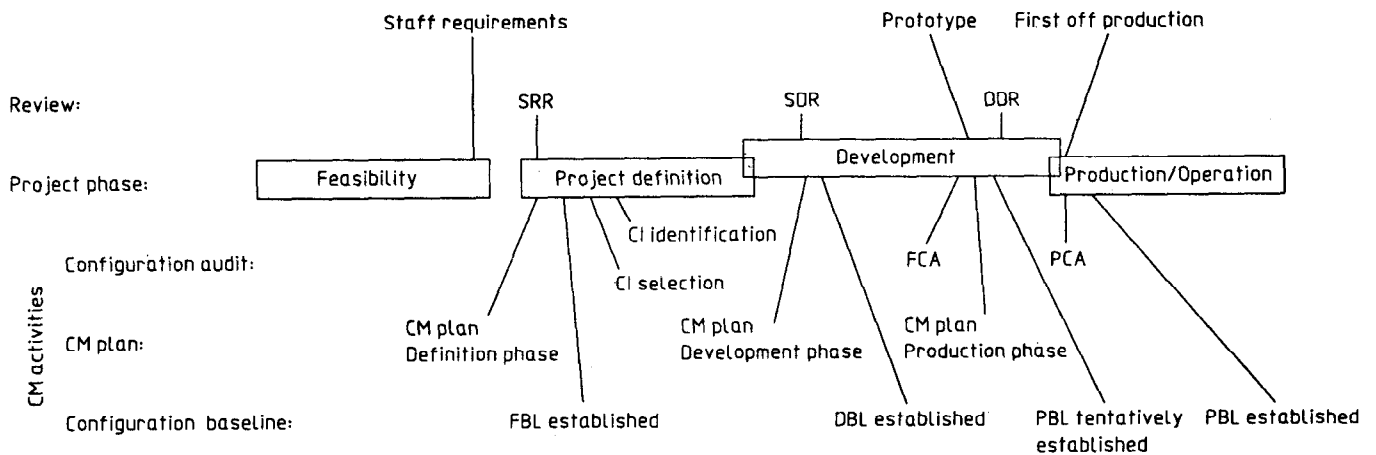 Staff requirements
Prototype
First off production
Review:
SRR
SDR
DDR
Project phase:
Feasibility
Project definition
Development
Production/Operation
CM activities
Configuration audit:
CI identification
CI selection
FCA
PCA
CM plan:
CM plan
Definition phase
CM plan
Development phase
CM plan
Production phase
Configuration baseline:
FBL established
DBL established
PBL tentatively
established
PBL established